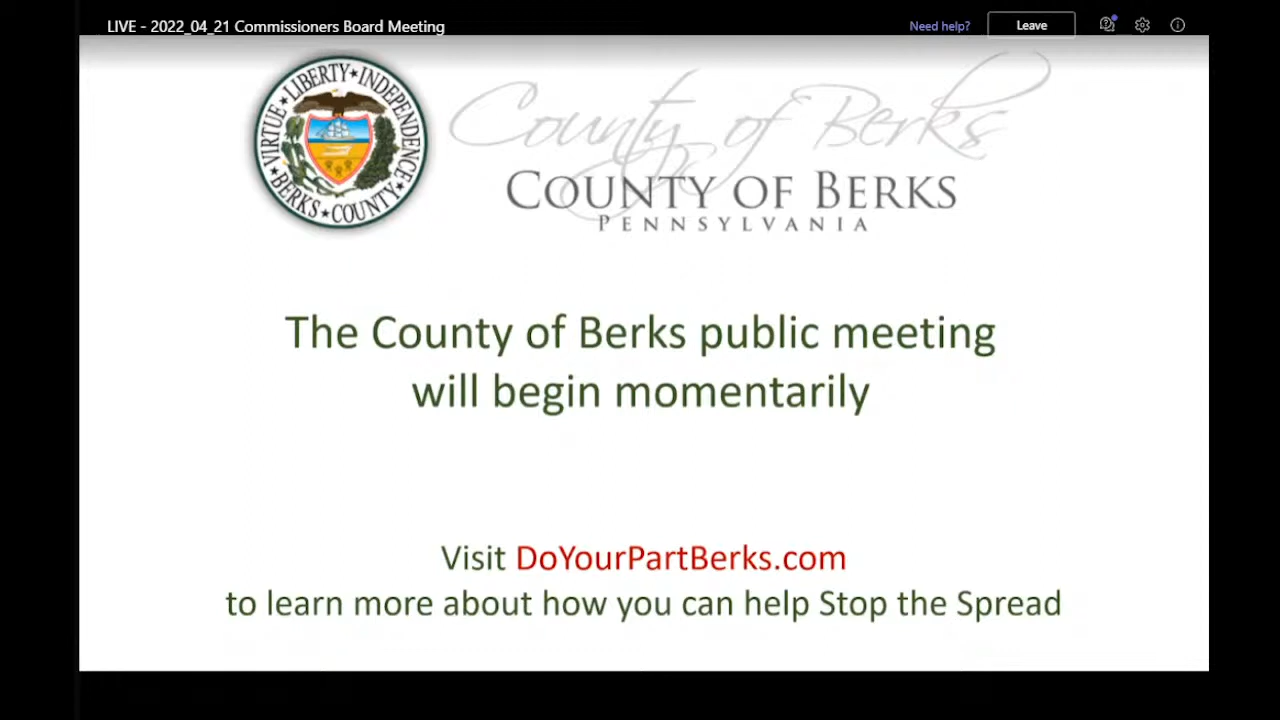 LIVE - 2022_04_21 Commissioners Board Meeting
Need help?
Leave
VIRTUE ★ LIBERTY ★ INDEPENDENCE
★ BERKS ★ COUNTY ★
County of Berks
COUNTY OF BERKS
PENNSYLVANIA
The County of Berks public meeting
will begin momentarily
Visit DoYourPartBerks.com
to learn more about how you can help Stop the Spread